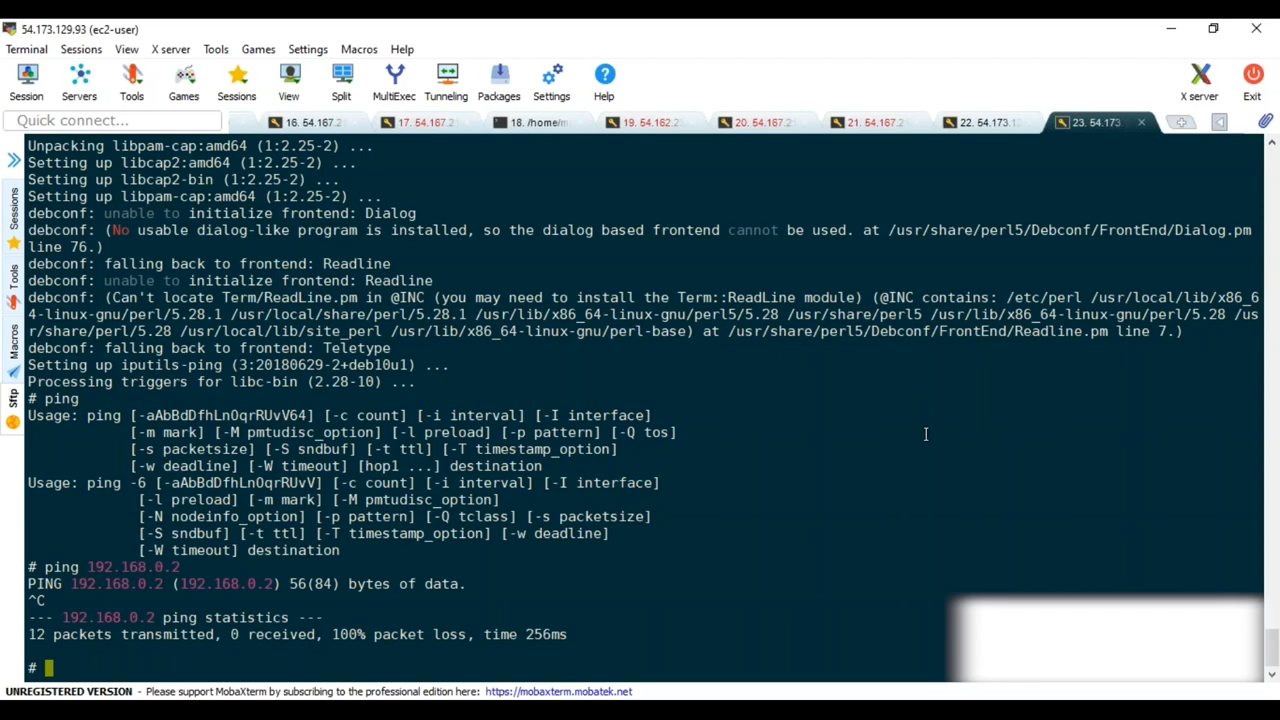 54.173.129.93 (ec2-user)
Terminal Sessions View X server Tools Games Settings Macros Help
Session Servers Tools Games Sessions View Split MultiExec Tunneling Packages Settings Help X server Exit
Quick connect... 16. 54.167.2 17. 54.167.2 18. /home/m 19. 54.162.2 20. 54.167. 21. 54.167. 22. 54.173.1 23. 54.173
Sessions
Tools
Macros
Sftp
Unpacking libpam-cap:amd64 (1:2.25-2) ...
Setting up libcap2:amd64 (1:2.25-2) ...
Setting up libcap2-bin (1:2.25-2) ...
Setting up libpam-cap:amd64 (1:2.25-2) ...
debconf: unable to initialize frontend: Dialog
debconf: (No usable dialog-like program is installed, so the dialog based frontend cannot be used. at /usr/share/perl5/Debconf/FrontEnd/Dialog.pm
line 76.)
debconf: falling back to frontend: Readline
debconf: unable to initialize frontend: Readline
debconf: (Can't locate Term/ReadLine.pm in @INC (you may need to install the Term::ReadLine module) (@INC contains: /etc/perl /usr/local/lib/x86_6
4-linux-gnu/perl/5.28.1 /usr/local/share/perl/5.28.1 /usr/lib/x86_64-linux-gnu/perl5/5.28 /usr/share/perl5 /usr/lib/x86_64-linux-gnu/perl/5.28 /us
r/share/perl/5.28 /usr/local/lib/site_perl /usr/lib/x86_64-linux-gnu/perl-base) at /usr/share/perl5/Debconf/FrontEnd/Readline.pm line 7.)
debconf: falling back to frontend: Teletype
Setting up iputils-ping (3:20180629-2+deb10u1) ...
Processing triggers for libc-bin (2.28-10) ...
# ping
Usage: ping [-aAbBdDfhLnOqrRUvV64] [-c count] [-i interval] [-I interface]
[-m mark] [-M pmtudisc_option] [-l preload] [-p pattern] [-Q tos]
[-s packetsize] [-S sndbuf] [-t ttl] [-T timestamp_option]
[-w deadline] [-W timeout] [hop1 ...] destination
Usage: ping -6 [-aAbBdDfhLnOqrRUvV] [-c count] [-i interval] [-I interface]
[-l preload] [-m mark] [-M pmtudisc_option]
[-N nodeinfo_option] [-p pattern] [-Q tclass] [-s packetsize]
[-S sndbuf] [-t ttl] [-T timestamp_option] [-w deadline]
[-W timeout] destination
# ping 192.168.0.2
PING 192.168.0.2 (192.168.0.2) 56(84) bytes of data.
^C
--- 192.168.0.2 ping statistics ---
12 packets transmitted, 0 received, 100% packet loss, time 256ms
#
UNREGISTERED VERSION - Please support MobaXterm by subscribing to the professional edition here: https://mobaxterm.mobatek.net